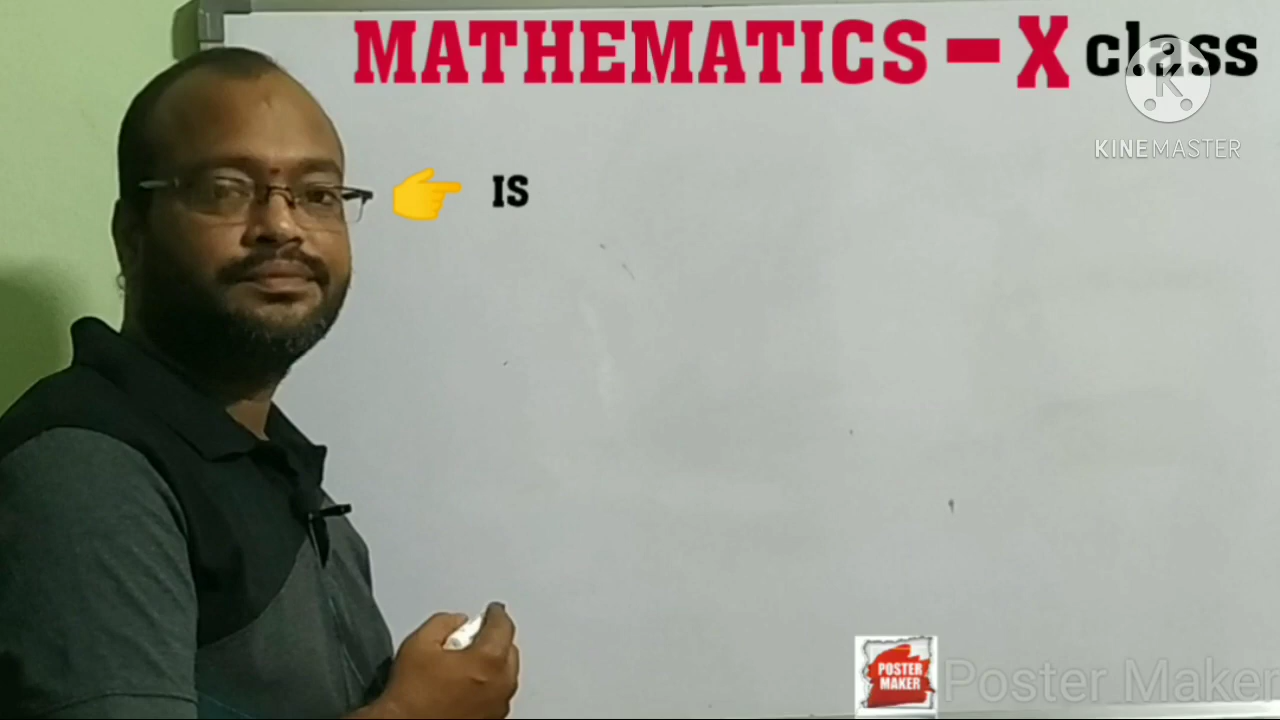 MATHEMATICS - X class
K
KINEMASTER
IS
POSTER
MAKER
Poster Maker